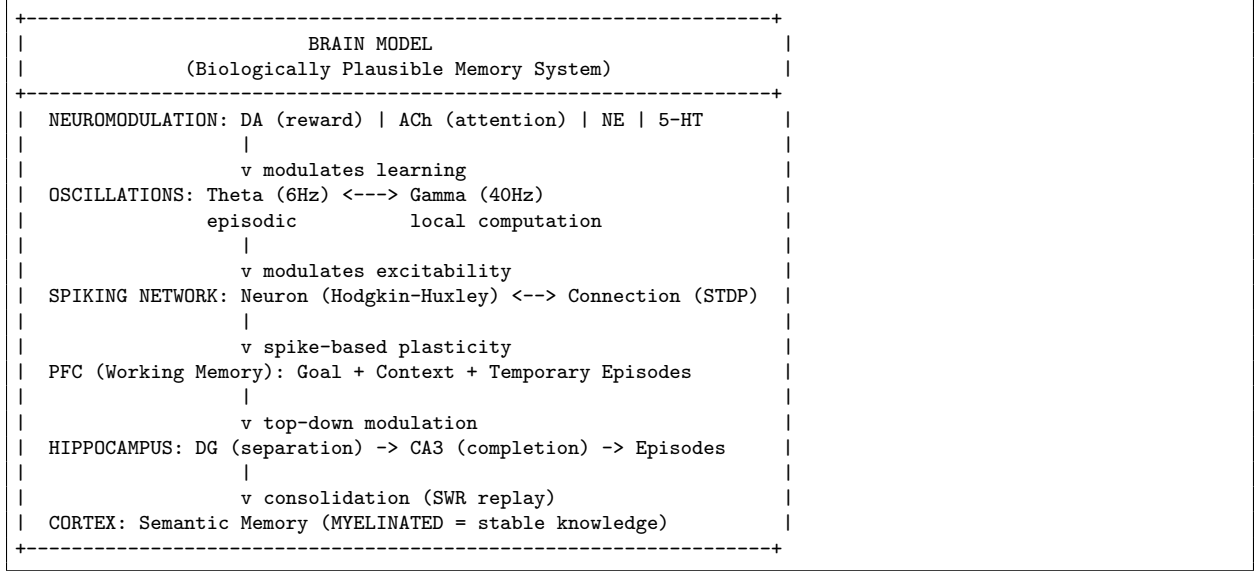 +------------------------------------------------------------------+
| BRAIN MODEL |
| (Biologically Plausible Memory System) |
+------------------------------------------------------------------+
| NEUROMODULATION: DA (reward) | ACh (attention) | NE | 5-HT |
| | |
| v modulates learning |
| OSCILLATIONS: Theta (6Hz) <---> Gamma (40Hz) |
| episodic local computation |
| | |
| v modulates excitability |
| SPIKING NETWORK: Neuron (Hodgkin-Huxley) <--> Connection (STDP) |
| | |
| v spike-based plasticity |
| PFC (Working Memory): Goal + Context + Temporary Episodes |
| | |
| v top-down modulation |
| HIPPOCAMPUS: DG (separation) -> CA3 (completion) -> Episodes |
| | |
| v consolidation (SWR replay) |
| CORTEX: Semantic Memory (MYELINATED = stable knowledge) |
+------------------------------------------------------------------+